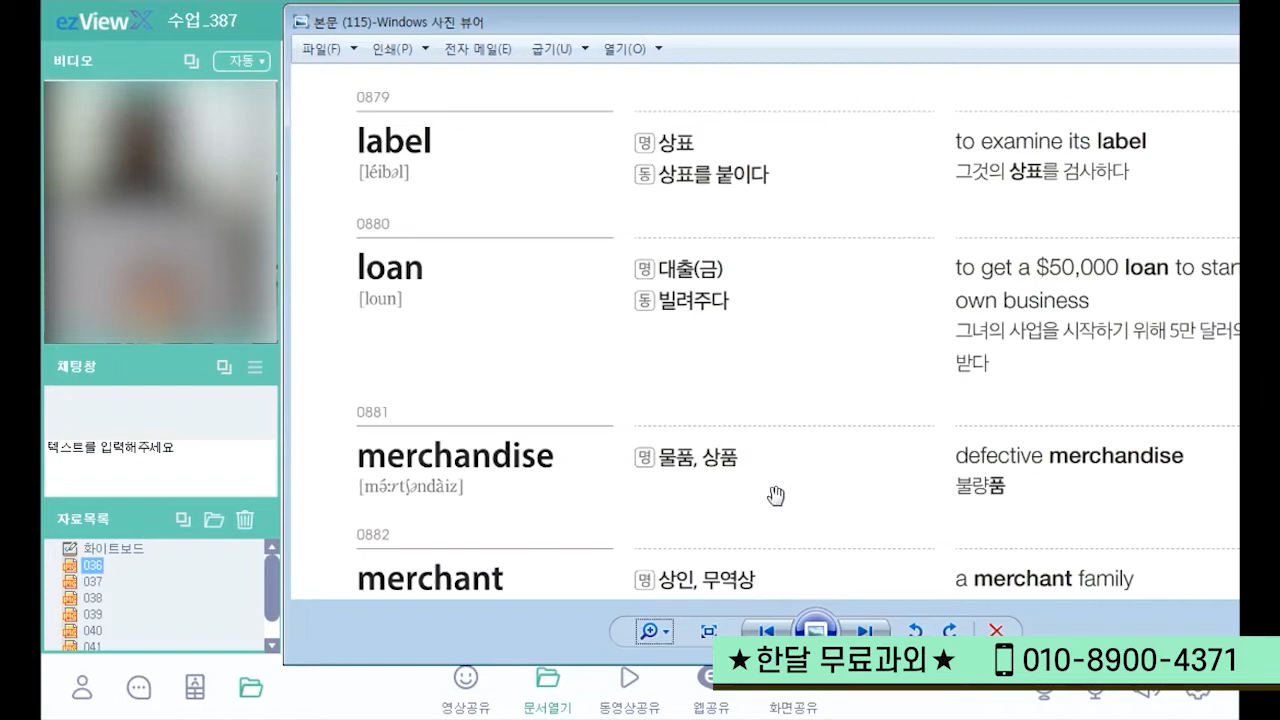 ezViewX 수업_387
본문 (115)-Windows 사진 뷰어
파일(F) 인쇄(P) 전자 메일(E) 굽기(U) 열기(O)
비디오 자동
0879
label
[léibəl]
명 상표
동 상표를 붙이다
to examine its label
그것의 상표를 검사하다
0880
loan
[loun]
명 대출(금)
동 빌려주다
to get a $50,000 loan to star
own business
그녀의 사업을 시작하기 위해 5만 달러으
받다
0881
merchandise
[mə́ːrtʃəndàiz]
명 물품, 상품
defective merchandise
불량품
0882
merchant
명 상인, 무역상
a merchant family
채팅창
텍스트를 입력해주세요
자료목록
화이트보드
036
037
038
039
040
041
영상공유 문서열기 동영상공유 웹공유 화면공유
★한달 무료과외★ 010-8900-4371